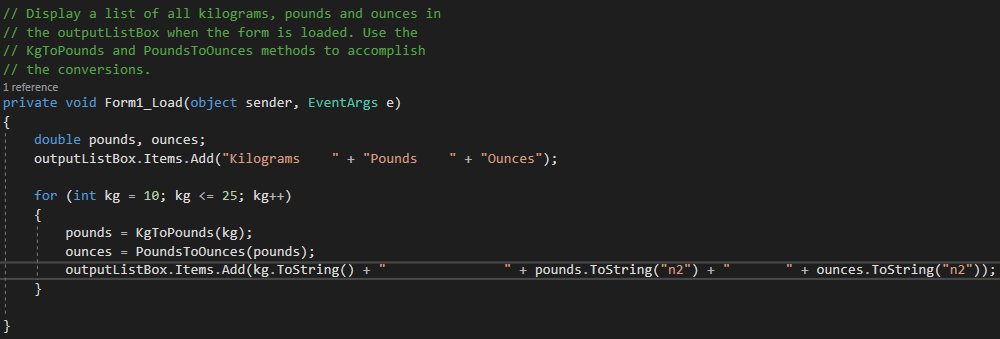 // Display a list of all kilograms, pounds and ounces in
// the outputListBox when the form is loaded. Use the
// KgToPounds and PoundsToOunces methods to accomplish
// the conversions.
1 reference
private void Form1_Load(object sender, EventArgs e)
{
    double pounds, ounces;
    outputListBox.Items.Add("Kilograms    " + "Pounds    " + "Ounces");

    for (int kg = 10; kg <= 25; kg++)
    {
        pounds = KgToPounds(kg);
        ounces = PoundsToOunces(pounds);
        outputListBox.Items.Add(kg.ToString() + "               " + pounds.ToString("n2") + "       " + ounces.ToString("n2"));
    }

}